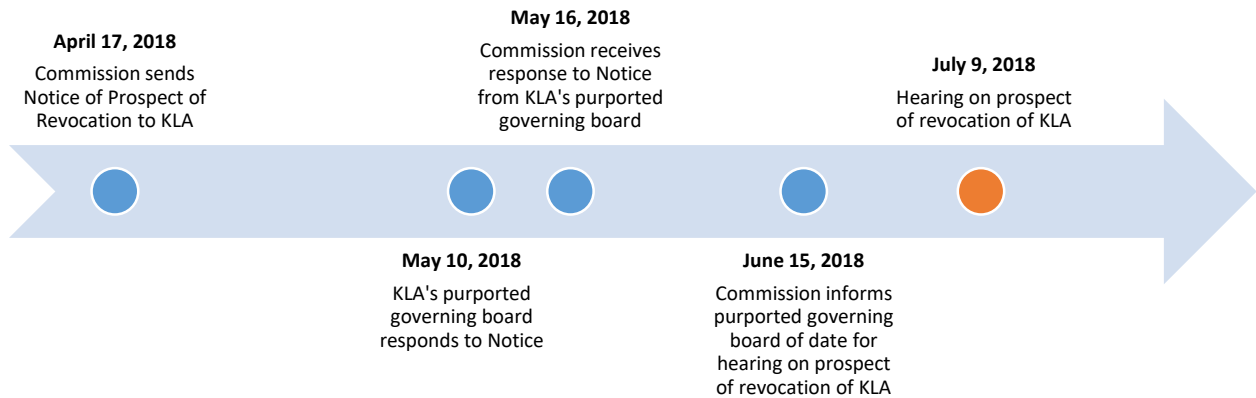 April 17, 2018
Commission sends
Notice of Prospect of
Revocation to KLA
May 10, 2018
KLA's purported
governing board
responds to Notice
May 16, 2018
Commission receives
response to Notice
from KLA's purported
governing board
June 15, 2018
Commission informs
purported governing
board of date for
hearing on prospect
of revocation of KLA
July 9, 2018
Hearing on prospect
of revocation of KLA